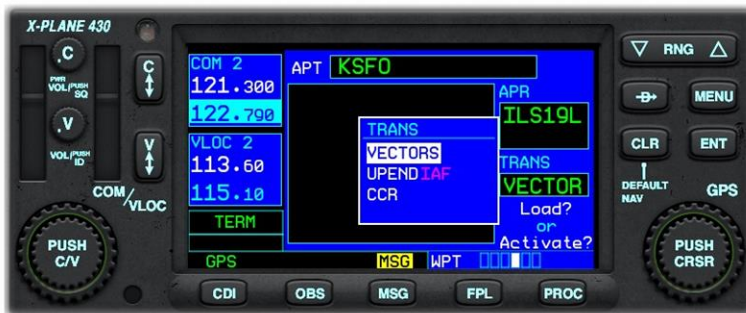 X-PLANE 430
C
PWR
VOL/PUSH
SQ
V
VOL/PUSH
ID
C
V
COM/VLOC
PUSH
C/V
COM 2
121.300
122.790
VLOC 2
113.60
115.10
TERM
GPS
MSG
WPT
APT
KSFO
TRANS
VECTORS
UPENDIAF
CCR
APR
ILS19L
TRANS
VECTOR
Load?
or
Activate?
RNG
D
MENU
CLR
ENT
DEFAULT
NAV
GPS
PUSH
CRSR
CDI
OBS
MSG
FPL
PROC